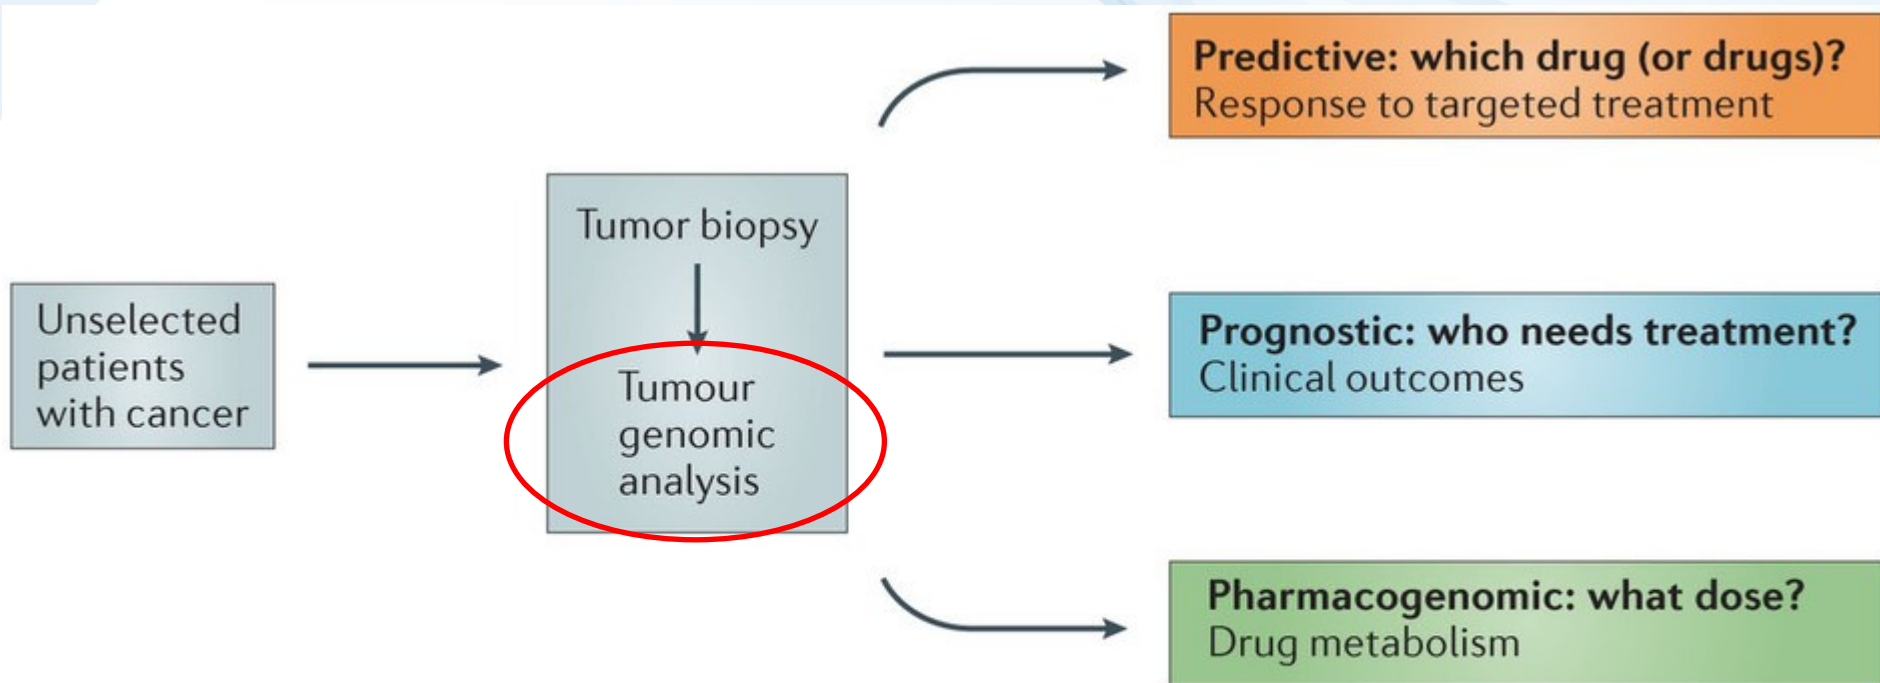 Unselected
patients
with cancer
Tumor biopsy
Tumour
genomic
analysis
Predictive: which drug (or drugs)?
Response to targeted treatment
Prognostic: who needs treatment?
Clinical outcomes
Pharmacogenomic: what dose?
Drug metabolism